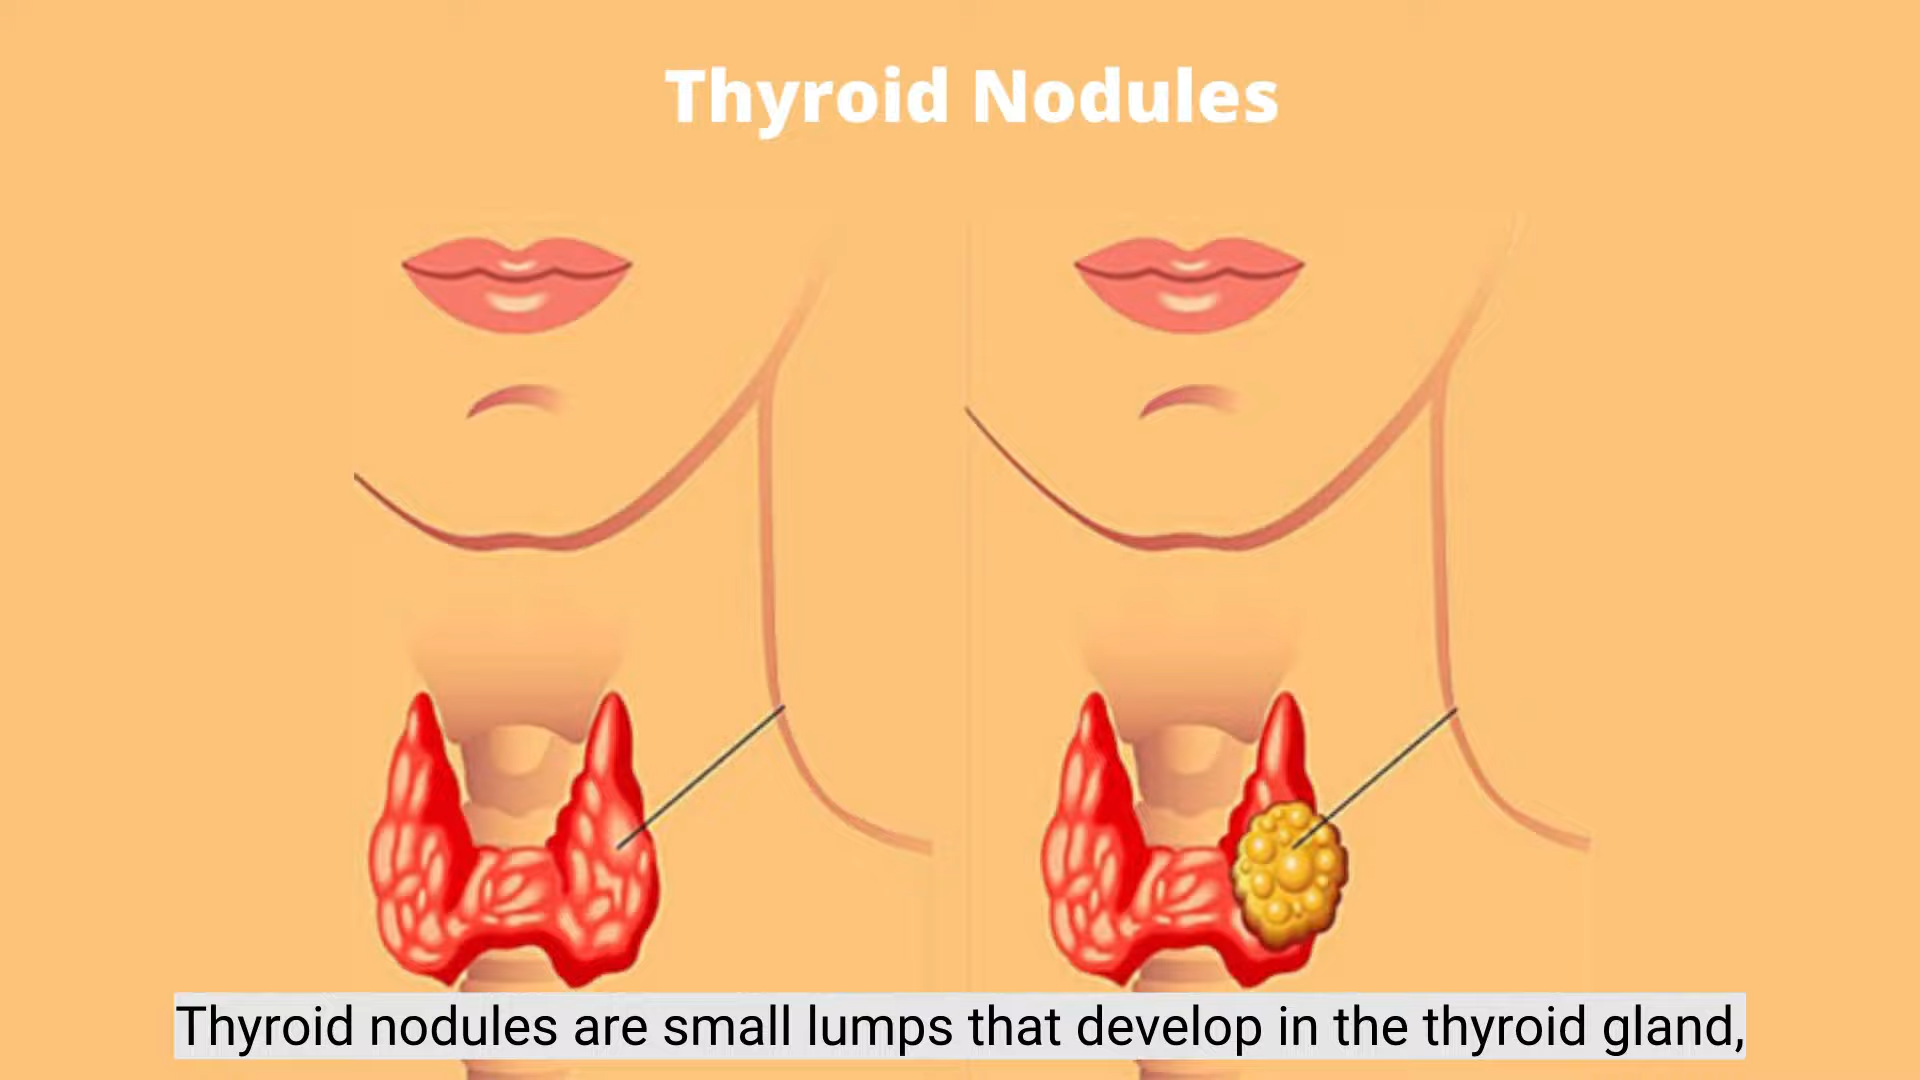 Thyroid Nodules
Thyroid nodules are small lumps that develop in the thyroid gland,